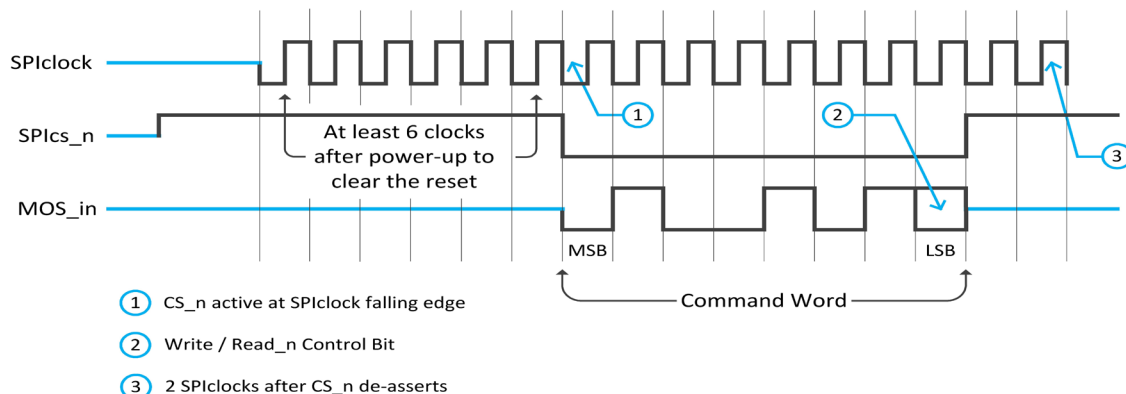 SPIclock
1
2
SPIcs_n
At least 6 clocks
after power-up to
clear the reset
3
MOS_in
MSB
LSB
Command Word
1 CS_n active at SPIclock falling edge
2 Write / Read_n Control Bit
3 2 SPIclocks after CS_n de-asserts